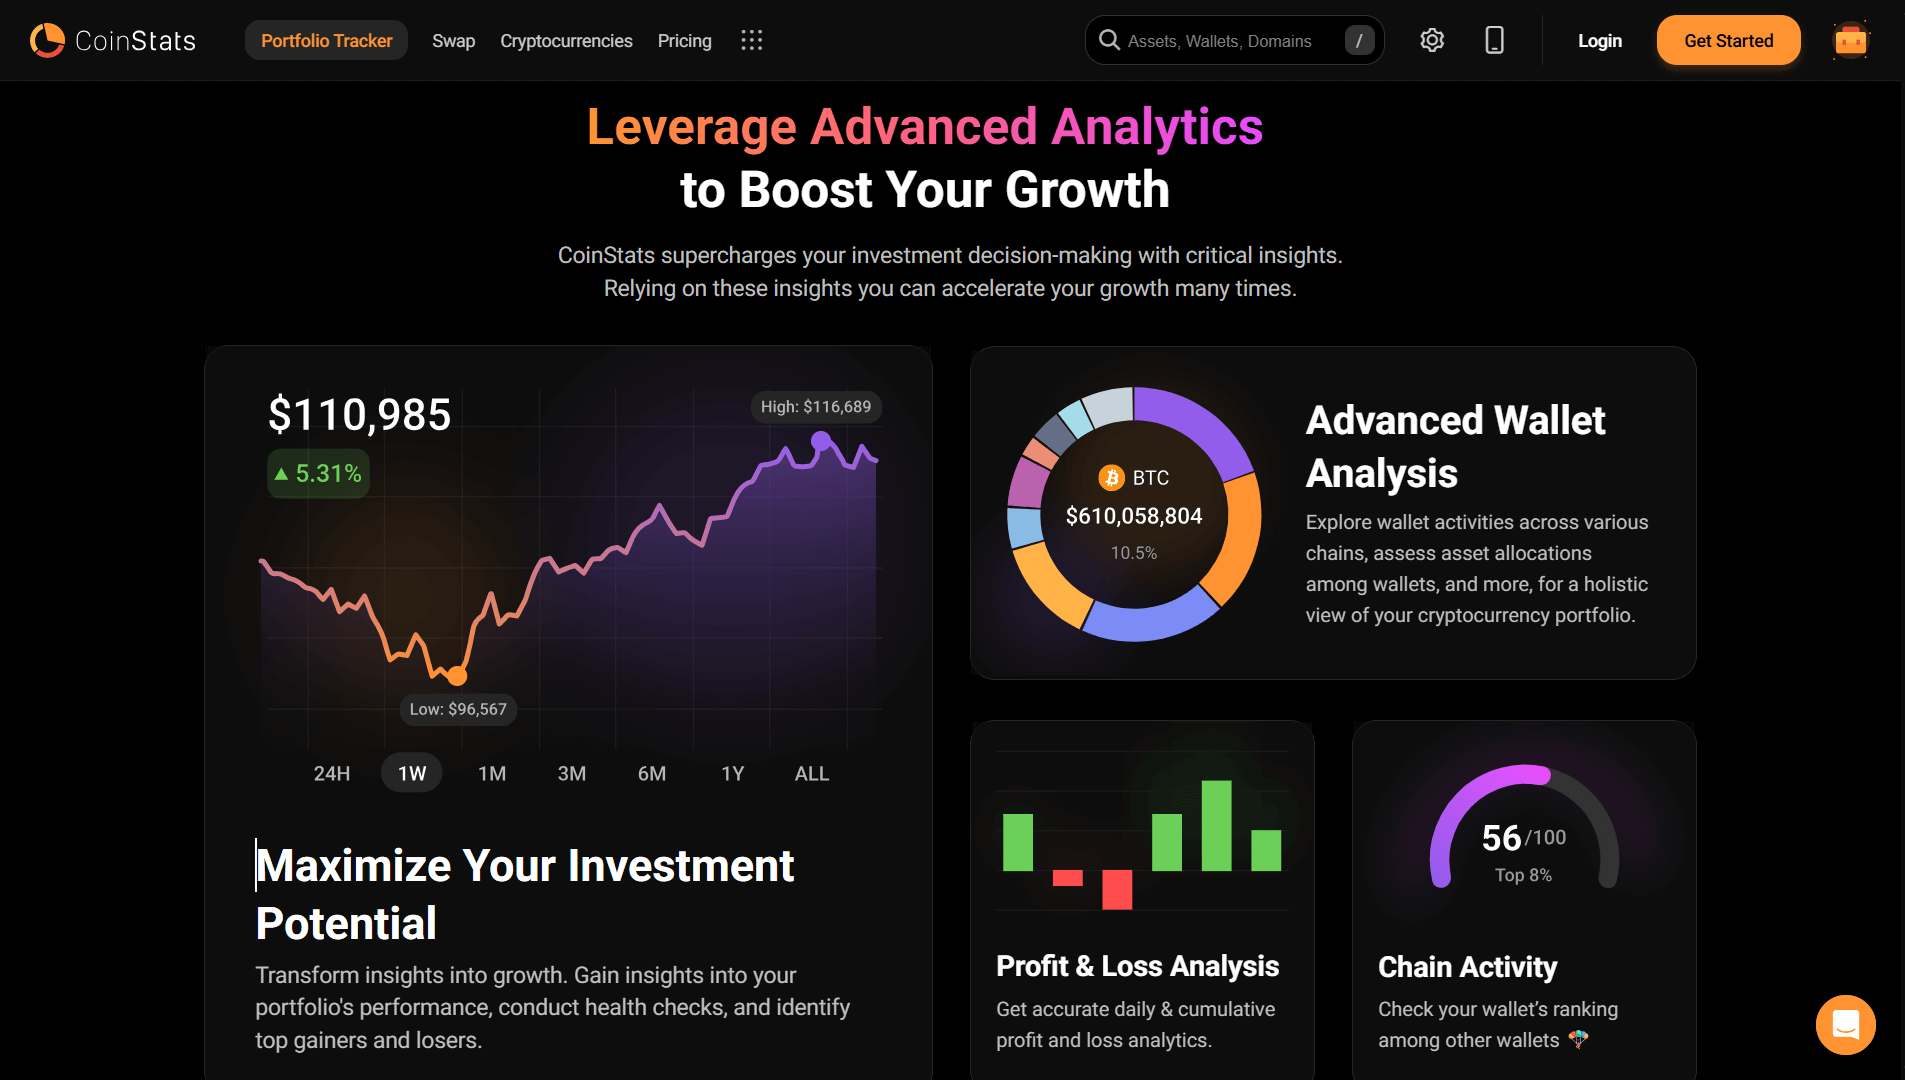 CoinStats
Portfolio Tracker
Swap
Cryptocurrencies
Pricing
Assets, Wallets, Domains
/
Login
Get Started
Leverage Advanced Analytics
to Boost Your Growth
CoinStats supercharges your investment decision-making with critical insights.
Relying on these insights you can accelerate your growth many times.
$110,985
5.31%
High: $116,689
Low: $96,567
24H 1W 1M 3M 6M 1Y ALL
Maximize Your Investment
Potential
Transform insights into growth. Gain insights into your
portfolio's performance, conduct health checks, and identify
top gainers and losers.
BTC
$610,058,804
10.5%
Advanced Wallet
Analysis
Explore wallet activities across various
chains, assess asset allocations
among wallets, and more, for a holistic
view of your cryptocurrency portfolio.
Profit & Loss Analysis
Get accurate daily & cumulative
profit and loss analytics.
56/100
Top 8%
Chain Activity
Check your wallet’s ranking
among other wallets 🪂